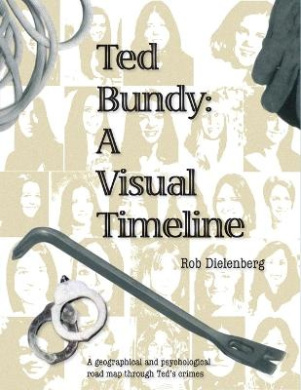 Ted
Bundy:
A
Visual
Timeline
Rob Dielenberg
A geographical and psychological
road map through Ted's crimes